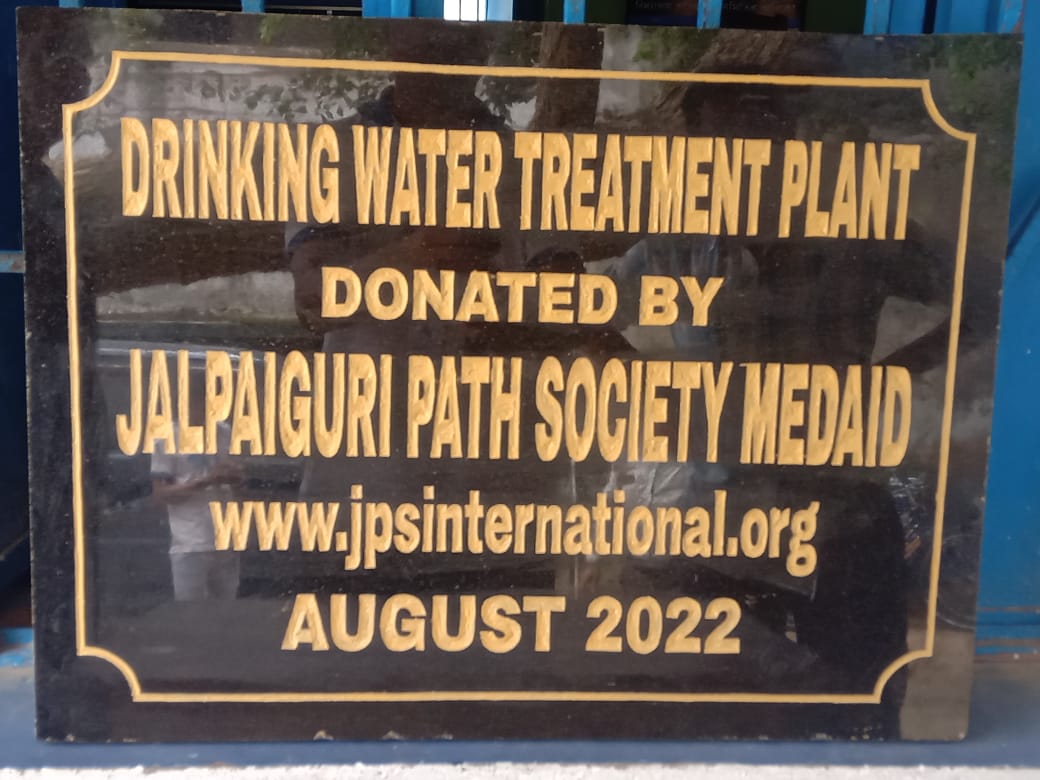 DRINKING WATER TREATMENT PLANT
DONATED BY
JALPAIGURI PATH SOCIETY MEDAID
www.jpsinternational.org
AUGUST 2022